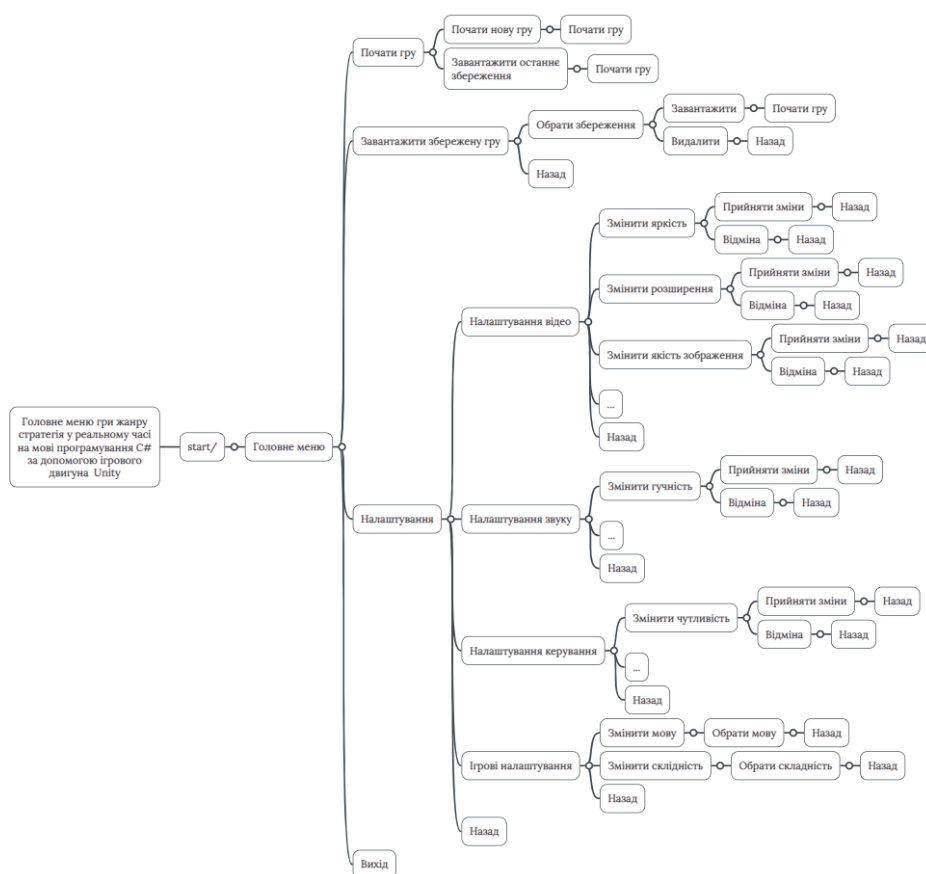 Почати гру
Почати нову гру
Почати гру
Завантажити останнє
збереження
Почати гру
Завантажити збережену гру
Обрати збереження
Завантажити
Почати гру
Видалити
Назад
Назад
Головне меню гри жанру
стратегія у реальному часі
на мові програмування C#
за допомогою ігрового
двигуна Unity
start/
Головне меню
Налаштування
Налаштування відео
Змінити яркість
Прийняти зміни
Назад
Відміна
Назад
Змінити розширення
Прийняти зміни
Назад
Відміна
Назад
Змінити якість зображення
Прийняти зміни
Назад
Відміна
Назад
...
Назад
Налаштування звуку
Змінити гучність
Прийняти зміни
Назад
Відміна
Назад
...
Назад
Налаштування керування
Змінити чутливість
Прийняти зміни
Назад
Відміна
Назад
...
Назад
Ігрові налаштування
Змінити мову
Обрати мову
Назад
Змінити склідність
Обрати складність
Назад
Назад
Назад
Вихід